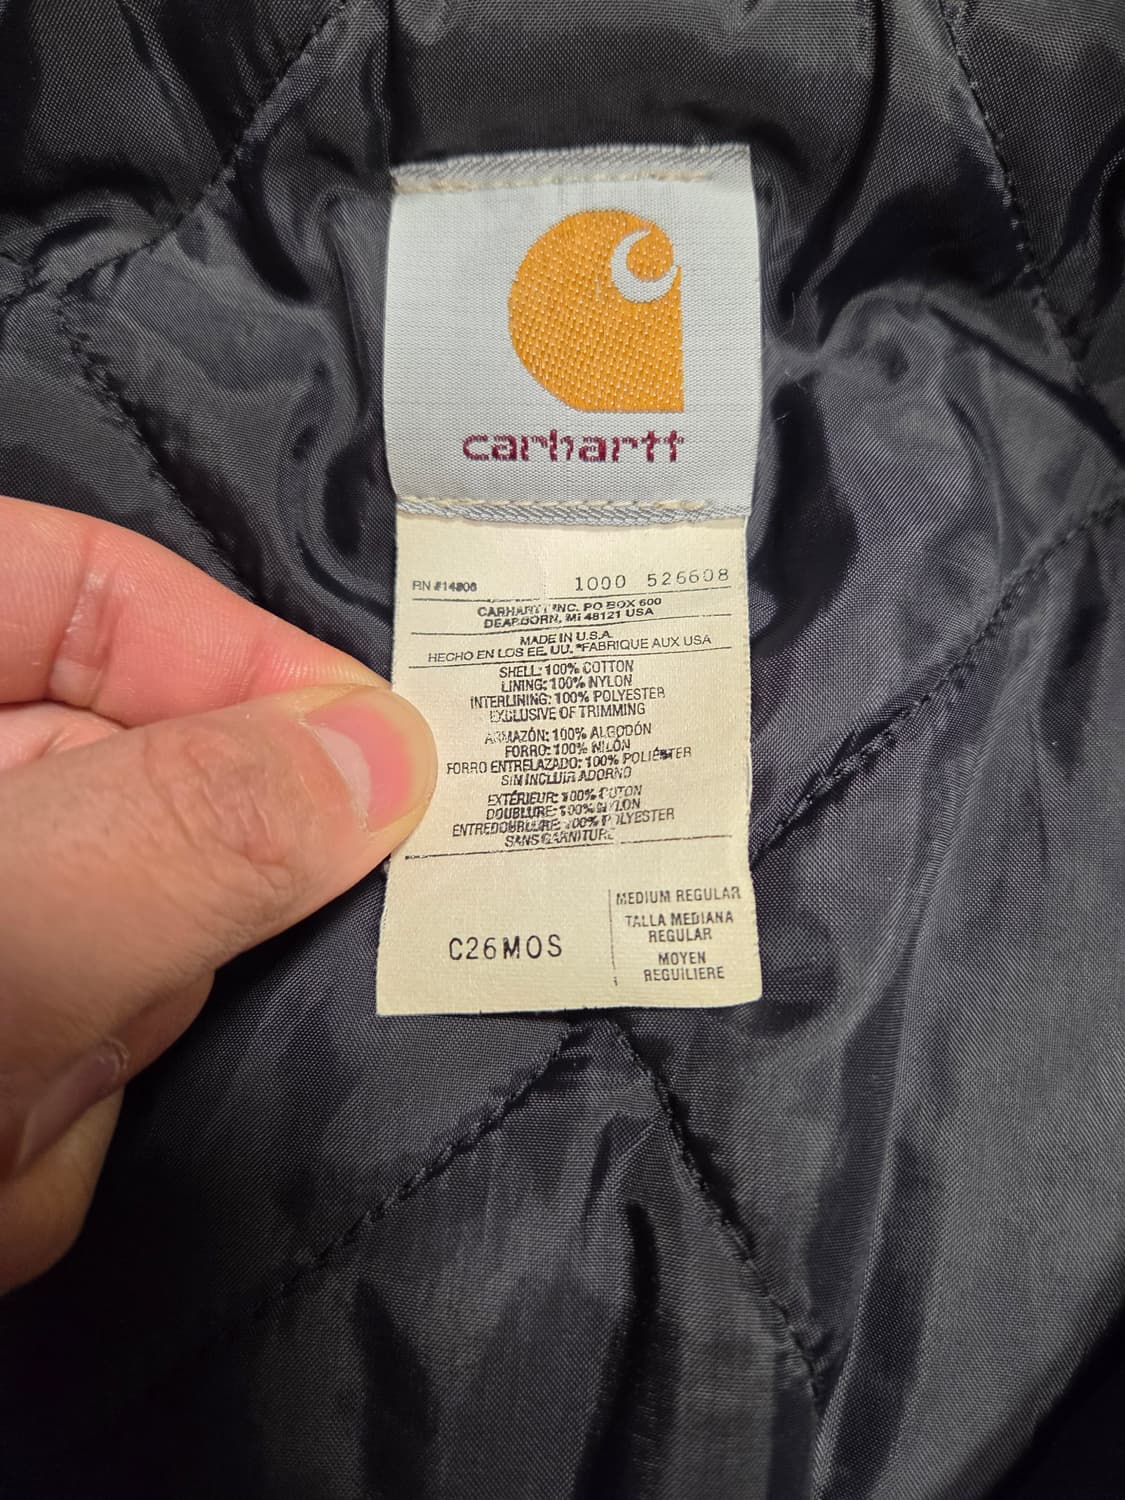 carhartt
RN #14806 1000 526608
CARHARTT INC. PO BOX 600
DEARBORN, MI 48121 USA
MADE IN U.S.A.
HECHO EN LOS EE. UU. *FABRIQUE AUX USA
SHELL: 100% COTTON
LINING: 100% NYLON
INTERLINING: 100% POLYESTER
EXCLUSIVE OF TRIMMING
ARMAZÓN: 100% ALGODÓN
FORRO: 100% NILÓN
FORRO ENTRELAZADO: 100% POLIÉSTER
SIN INCLUIR ADORNO
EXTÉRIEUR: 100% COTON
DOUBLURE: 100% NYLON
ENTREDOUBLURE: 100% POLYESTER
SANS GARNITURE
C26MOS
MEDIUM REGULAR
TALLA MEDIANA
REGULAR
MOYEN
REGUILIERE